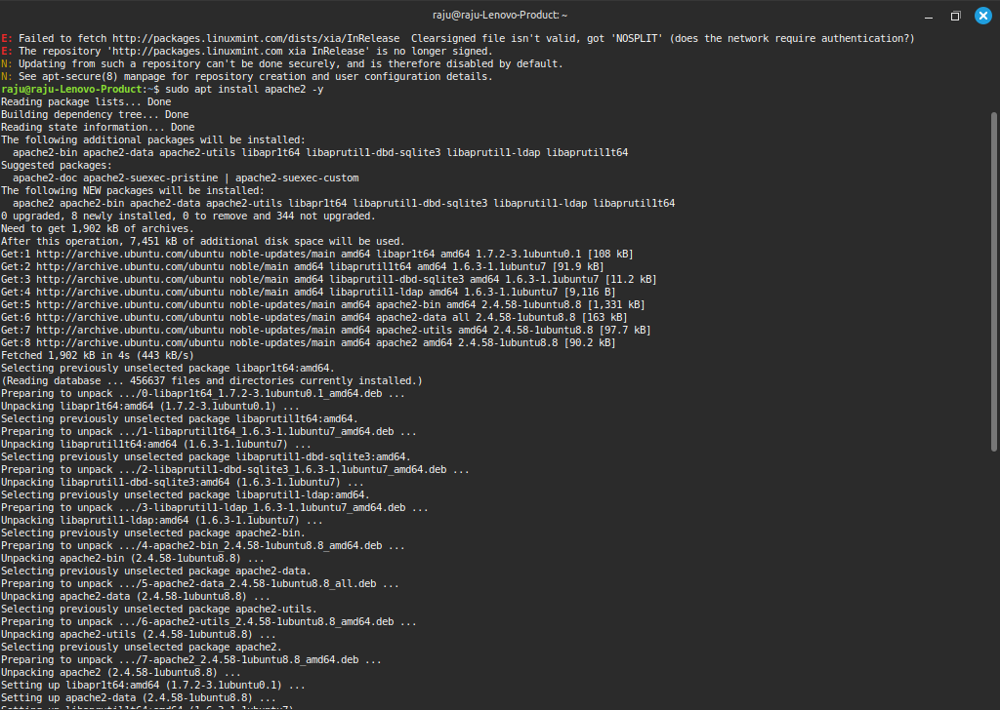 raju@raju-Lenovo-Product: ~
E: Failed to fetch http://packages.linuxmint.com/dists/xia/InRelease  Clearsigned file isn't valid, got 'NOSPLIT' (does the network require authentication?)
E: The repository 'http://packages.linuxmint.com xia InRelease' is no longer signed.
N: Updating from such a repository can't be done securely, and is therefore disabled by default.
N: See apt-secure(8) manpage for repository creation and user configuration details.
raju@raju-Lenovo-Product:~$ sudo apt install apache2 -y
Reading package lists... Done
Building dependency tree... Done
Reading state information... Done
The following additional packages will be installed:
  apache2-bin apache2-data apache2-utils libapr1t64 libaprutil1-dbd-sqlite3 libaprutil1-ldap libaprutil1t64
Suggested packages:
  apache2-doc apache2-suexec-pristine | apache2-suexec-custom
The following NEW packages will be installed:
  apache2 apache2-bin apache2-data apache2-utils libapr1t64 libaprutil1-dbd-sqlite3 libaprutil1-ldap libaprutil1t64
0 upgraded, 8 newly installed, 0 to remove and 344 not upgraded.
Need to get 1,902 kB of archives.
After this operation, 7,451 kB of additional disk space will be used.
Get:1 http://archive.ubuntu.com/ubuntu noble-updates/main amd64 libapr1t64 amd64 1.7.2-3.1ubuntu0.1 [108 kB]
Get:2 http://archive.ubuntu.com/ubuntu noble/main amd64 libaprutil1t64 amd64 1.6.3-1.1ubuntu7 [91.9 kB]
Get:3 http://archive.ubuntu.com/ubuntu noble/main amd64 libaprutil1-dbd-sqlite3 amd64 1.6.3-1.1ubuntu7 [11.2 kB]
Get:4 http://archive.ubuntu.com/ubuntu noble/main amd64 libaprutil1-ldap amd64 1.6.3-1.1ubuntu7 [9,116 B]
Get:5 http://archive.ubuntu.com/ubuntu noble-updates/main amd64 apache2-bin amd64 2.4.58-1ubuntu8.8 [1,331 kB]
Get:6 http://archive.ubuntu.com/ubuntu noble-updates/main amd64 apache2-data all 2.4.58-1ubuntu8.8 [163 kB]
Get:7 http://archive.ubuntu.com/ubuntu noble-updates/main amd64 apache2-utils amd64 2.4.58-1ubuntu8.8 [97.7 kB]
Get:8 http://archive.ubuntu.com/ubuntu noble-updates/main amd64 apache2 amd64 2.4.58-1ubuntu8.8 [90.2 kB]
Fetched 1,902 kB in 4s (443 kB/s)
Selecting previously unselected package libapr1t64:amd64.
(Reading database ... 456637 files and directories currently installed.)
Preparing to unpack .../0-libapr1t64_1.7.2-3.1ubuntu0.1_amd64.deb ...
Unpacking libapr1t64:amd64 (1.7.2-3.1ubuntu0.1) ...
Selecting previously unselected package libaprutil1t64:amd64.
Preparing to unpack .../1-libaprutil1t64_1.6.3-1.1ubuntu7_amd64.deb ...
Unpacking libaprutil1t64:amd64 (1.6.3-1.1ubuntu7) ...
Selecting previously unselected package libaprutil1-dbd-sqlite3:amd64.
Preparing to unpack .../2-libaprutil1-dbd-sqlite3_1.6.3-1.1ubuntu7_amd64.deb ...
Unpacking libaprutil1-dbd-sqlite3:amd64 (1.6.3-1.1ubuntu7) ...
Selecting previously unselected package libaprutil1-ldap:amd64.
Preparing to unpack .../3-libaprutil1-ldap_1.6.3-1.1ubuntu7_amd64.deb ...
Unpacking libaprutil1-ldap:amd64 (1.6.3-1.1ubuntu7) ...
Selecting previously unselected package apache2-bin.
Preparing to unpack .../4-apache2-bin_2.4.58-1ubuntu8.8_amd64.deb ...
Unpacking apache2-bin (2.4.58-1ubuntu8.8) ...
Selecting previously unselected package apache2-data.
Preparing to unpack .../5-apache2-data_2.4.58-1ubuntu8.8_all.deb ...
Unpacking apache2-data (2.4.58-1ubuntu8.8) ...
Selecting previously unselected package apache2-utils.
Preparing to unpack .../6-apache2-utils_2.4.58-1ubuntu8.8_amd64.deb ...
Unpacking apache2-utils (2.4.58-1ubuntu8.8) ...
Selecting previously unselected package apache2.
Preparing to unpack .../7-apache2_2.4.58-1ubuntu8.8_amd64.deb ...
Unpacking apache2 (2.4.58-1ubuntu8.8) ...
Setting up libapr1t64:amd64 (1.7.2-3.1ubuntu0.1) ...
Setting up apache2-data (2.4.58-1ubuntu8.8) ...